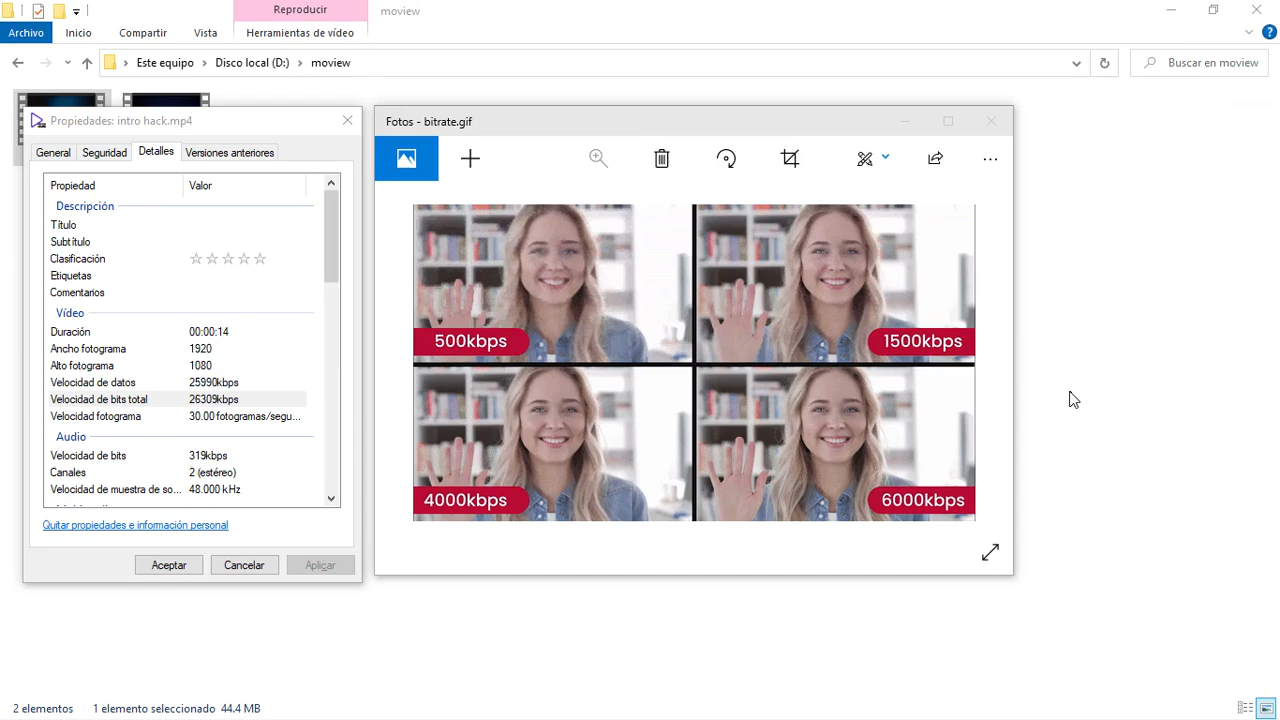 Reproducir
moview
Archivo
Inicio
Compartir
Vista
Herramientas de vídeo
Este equipo
Disco local (D:)
moview
Buscar en moview
Propiedades: intro hack.mp4
General
Seguridad
Detalles
Versiones anteriores
Propiedad Valor
Descripción
Título
Subtítulo
Clasificación
Etiquetas
Comentarios
Vídeo
Duración 00:00:14
Ancho fotograma 1920
Alto fotograma 1080
Velocidad de datos 25990kbps
Velocidad de bits total 26309kbps
Velocidad fotograma 30.00 fotogramas/segu...
Audio
Velocidad de bits 319kbps
Canales 2 (estéreo)
Velocidad de muestra de so... 48.000 kHz
Quitar propiedades e información personal
Aceptar
Cancelar
Aplicar
Fotos - bitrate.gif
500kbps
1500kbps
4000kbps
6000kbps
2 elementos
1 elemento seleccionado 44.4 MB